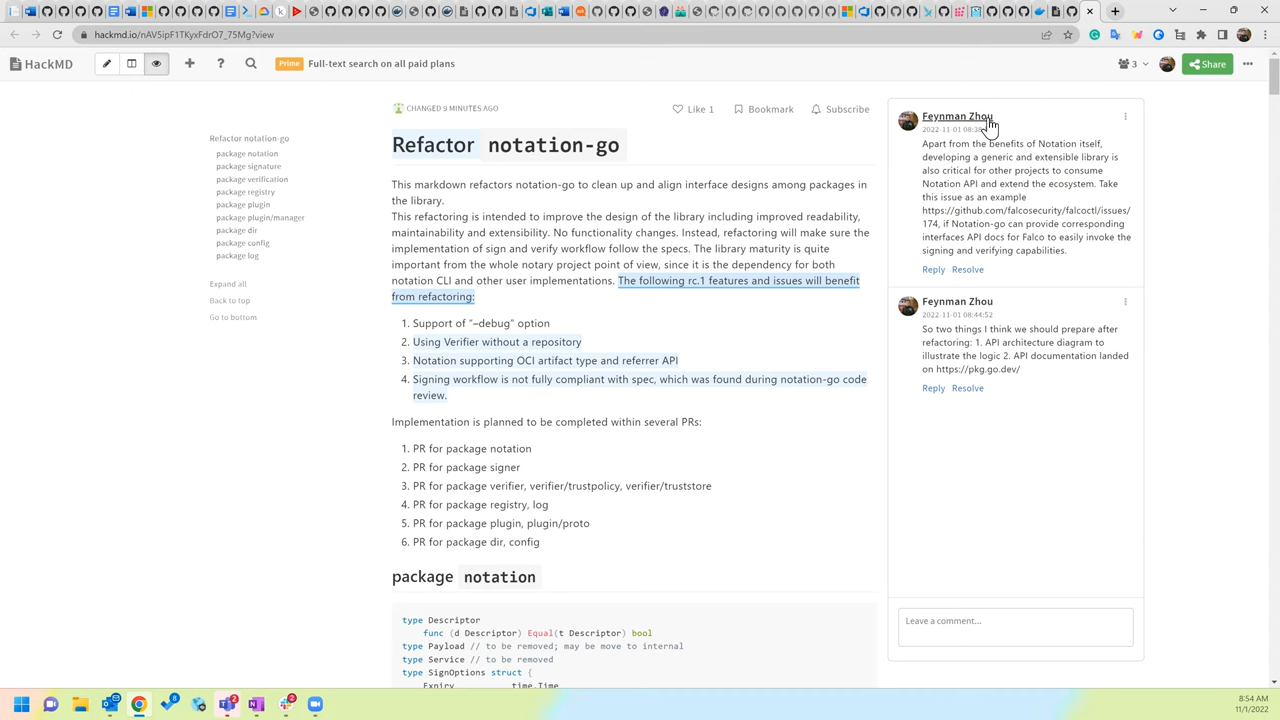 hackmd.io/nAV5ipF1TKyxFdrO7_75Mg?view
HackMD
Prime
Full-text search on all paid plans
3
Share
CHANGED 9 MINUTES AGO
Like 1
Bookmark
Subscribe
Refactor notation-go
package notation
package signature
package verification
package registry
package plugin
package plugin/manager
package dir
package config
package log
Expand all
Back to top
Go to bottom
Refactor notation-go
This markdown refactors notation-go to clean up and align interface designs among packages in
the library.
This refactoring is intended to improve the design of the library including improved readability,
maintainability and extensibility. No functionality changes. Instead, refactoring will make sure the
implementation of sign and verify workflow follow the specs. The library maturity is quite
important from the whole notary project point of view, since it is the dependency for both
notation CLI and other user implementations. The following rc.1 features and issues will benefit
from refactoring:
1. Support of “–debug” option
2. Using Verifier without a repository
3. Notation supporting OCI artifact type and referrer API
4. Signing workflow is not fully compliant with spec, which was found during notation-go code
review.
Implementation is planned to be completed within several PRs:
1. PR for package notation
2. PR for package signer
3. PR for package verifier, verifier/trustpolicy, verifier/truststore
4. PR for package registry, log
5. PR for package plugin, plugin/proto
6. PR for package dir, config
package notation
type Descriptor
func (d Descriptor) Equal(t Descriptor) bool
type Payload // to be removed; may be move to internal
type Service // to be removed
type SignOptions struct {
Expiry time.Time
Feynman Zhou
2022-11-01
Apart from the benefits of Notation itself,
developing a generic and extensible library is
also critical for other projects to consume
Notation API and extend the ecosystem. Take
this issue as an example
https://github.com/falcosecurity/falcoctl/issues/
174, if Notation-go can provide corresponding
interfaces API docs for Falco to easily invoke the
signing and verifying capabilities.
Reply Resolve
Feynman Zhou
2022-11-01 08:44:52
So two things I think we should prepare after
refactoring: 1. API architecture diagram to
illustrate the logic 2. API documentation landed
on https://pkg.go.dev/
Reply Resolve
Leave a comment...
8:54 AM
11/1/2022